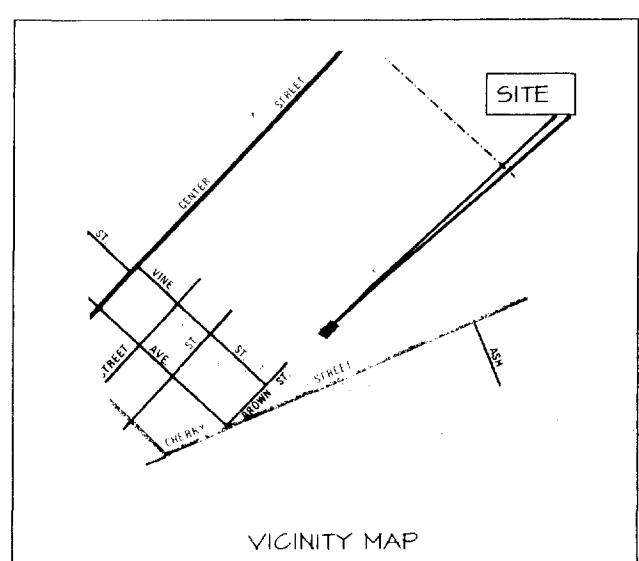 SITE
CENTER STREET
ST.
VINE ST.
STREET
AVE
ST
BROWN ST.
CHERRY STREET
ASH
VICINITY MAP